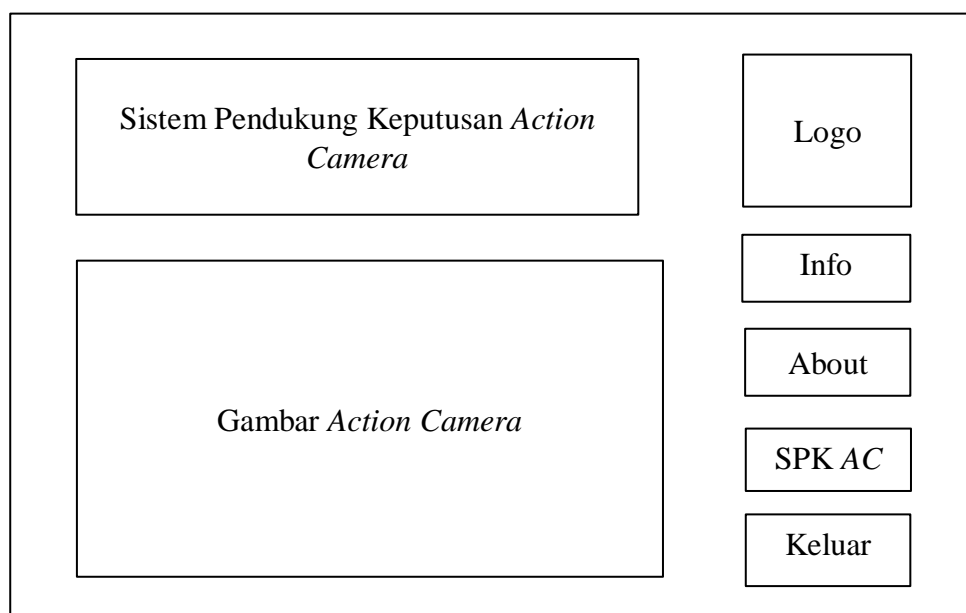 Sistem Pendukung Keputusan Action
Camera
Logo
Info
About
SPK AC
Keluar
Gambar Action Camera